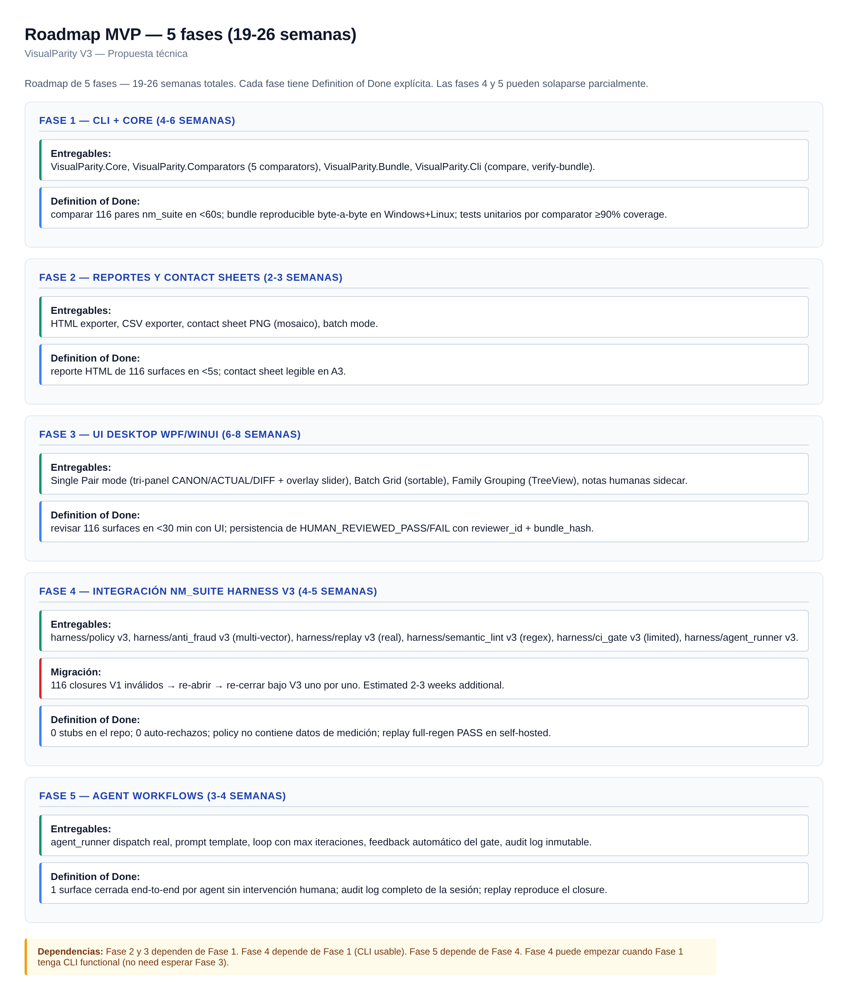 Roadmap MVP — 5 fases (19-26 semanas)
VisualParity V3 — Propuesta técnica
Roadmap de 5 fases — 19-26 semanas totales. Cada fase tiene Definition of Done explícita. Las fases 4 y 5 pueden solaparse parcialmente.
FASE 1 — CLI + CORE (4-6 SEMANAS)
Entregables:
VisualParity.Core, VisualParity.Comparators (5 comparators), VisualParity.Bundle, VisualParity.Cli (compare, verify-bundle).
Definition of Done:
comparar 116 pares nm_suite en <60s; bundle reproducible byte-a-byte en Windows+Linux; tests unitarios por comparator ≥90% coverage.
FASE 2 — REPORTES Y CONTACT SHEETS (2-3 SEMANAS)
Entregables:
HTML exporter, CSV exporter, contact sheet PNG (mosaico), batch mode.
Definition of Done:
reporte HTML de 116 surfaces en <5s; contact sheet legible en A3.
FASE 3 — UI DESKTOP WPF/WINUI (6-8 SEMANAS)
Entregables:
Single Pair mode (tri-panel CANON/ACTUAL/DIFF + overlay slider), Batch Grid (sortable), Family Grouping (TreeView), notas humanas sidecar.
Definition of Done:
revisar 116 surfaces en <30 min con UI; persistencia de HUMAN_REVIEWED_PASS/FAIL con reviewer_id + bundle_hash.
FASE 4 — INTEGRACIÓN NM_SUITE HARNESS V3 (4-5 SEMANAS)
Entregables:
harness/policy v3, harness/anti_fraud v3 (multi-vector), harness/replay v3 (real), harness/semantic_lint v3 (regex), harness/ci_gate v3 (limited), harness/agent_runner v3.
Migración:
116 closures V1 inválidos → re-abrir → re-cerrar bajo V3 uno por uno. Estimated 2-3 weeks additional.
Definition of Done:
0 stubs en el repo; 0 auto-rechazos; policy no contiene datos de medición; replay full-regen PASS en self-hosted.
FASE 5 — AGENT WORKFLOWS (3-4 SEMANAS)
Entregables:
agent_runner dispatch real, prompt template, loop con max iteraciones, feedback automático del gate, audit log inmutable.
Definition of Done:
1 surface cerrada end-to-end por agent sin intervención humana; audit log completo de la sesión; replay reproduce el closure.
Dependencias: Fase 2 y 3 dependen de Fase 1. Fase 4 depende de Fase 1 (CLI usable). Fase 5 depende de Fase 4. Fase 4 puede empezar cuando Fase 1
tenga CLI functional (no need esperar Fase 3).